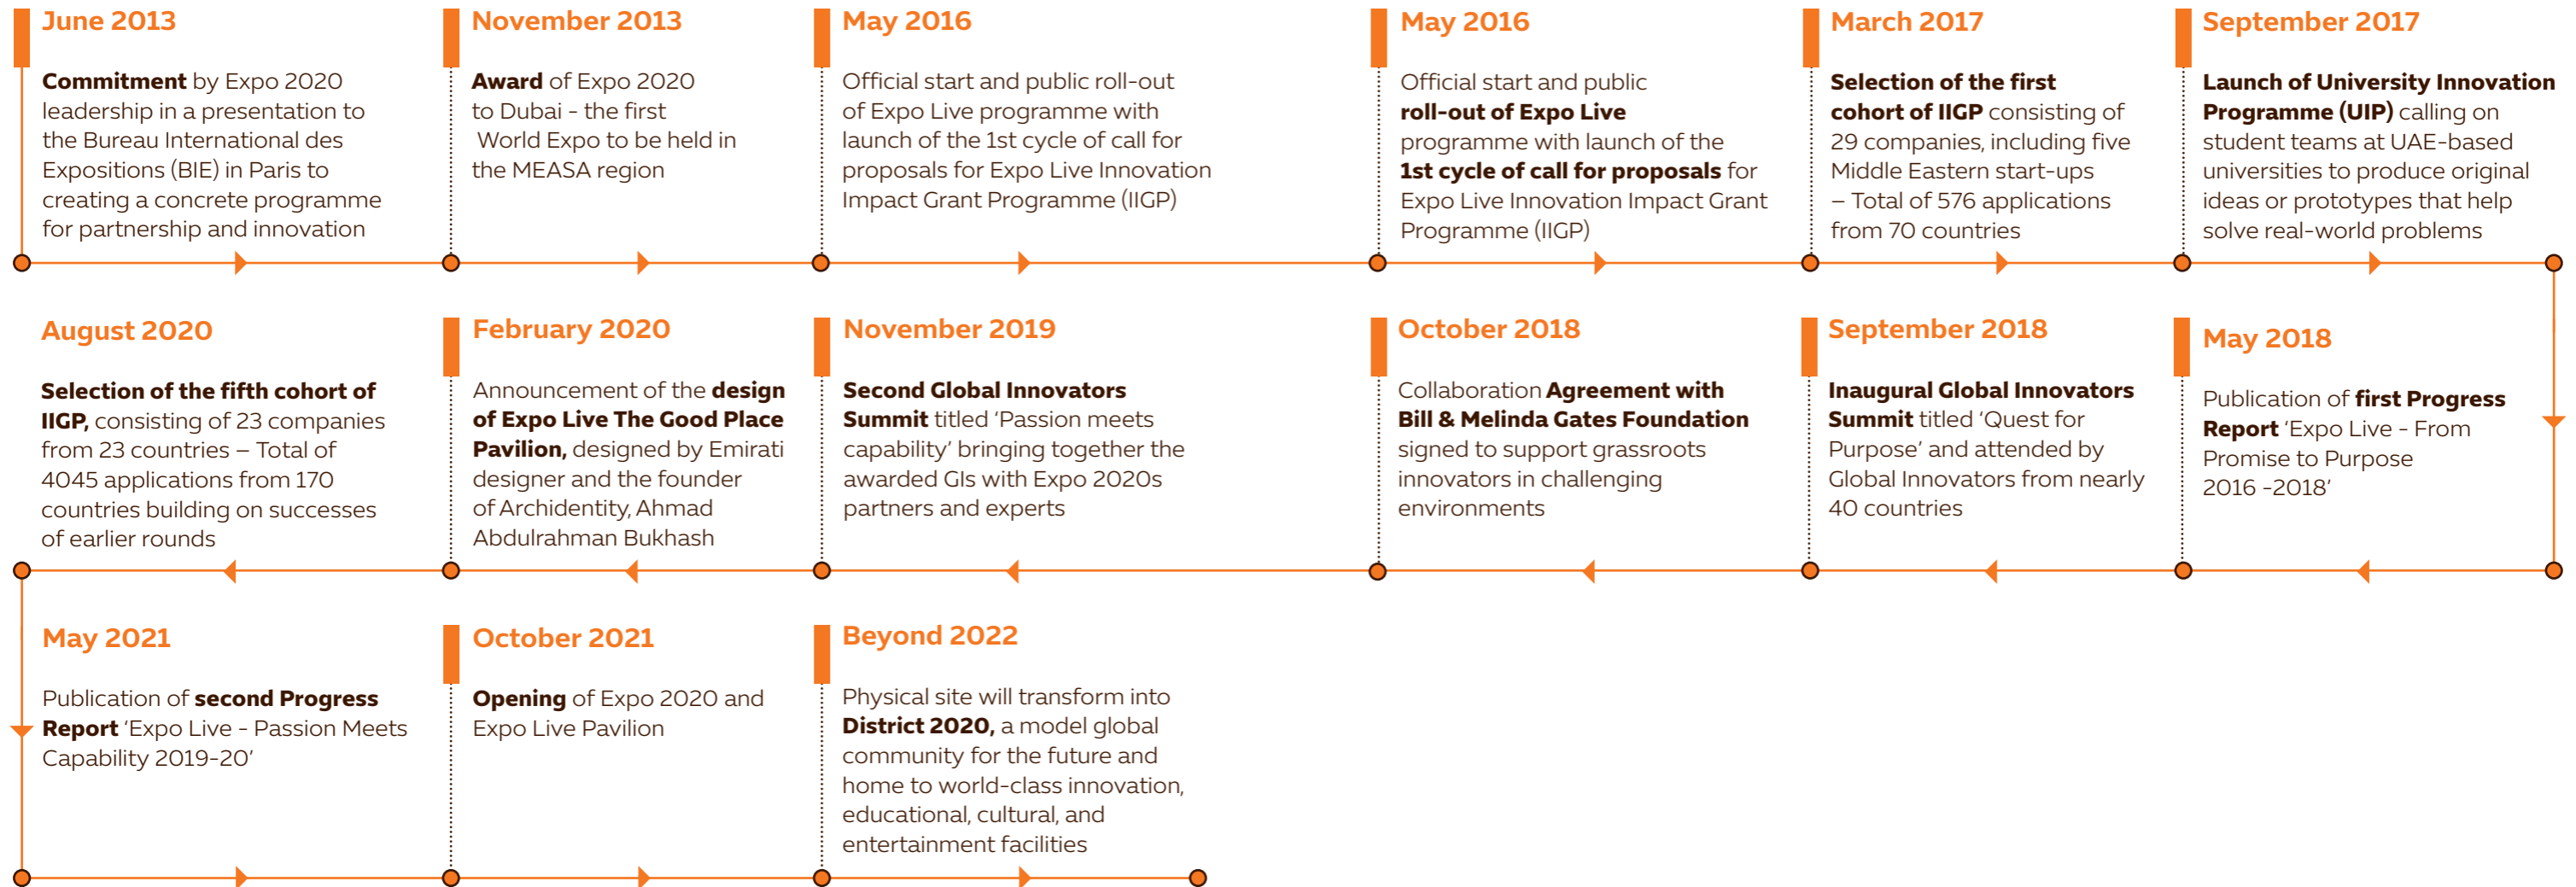 June 2013
Commitment by Expo 2020
leadership in a presentation to
the Bureau International des
Expositions (BIE) in Paris to
creating a concrete programme
for partnership and innovation
November 2013
Award of Expo 2020
to Dubai - the first
World Expo to be held in
the MEASA region
May 2016
Official start and public roll-out
of Expo Live programme with
launch of the 1st cycle of call for
proposals for Expo Live Innovation
Impact Grant Programme (IIGP)
May 2016
Official start and public
roll-out of Expo Live
programme with launch of the
1st cycle of call for proposals for
Expo Live Innovation Impact Grant
Programme (IIGP)
March 2017
Selection of the first
cohort of IIGP consisting of
29 companies, including five
Middle Eastern start-ups
– Total of 576 applications
from 70 countries
September 2017
Launch of University Innovation
Programme (UIP) calling on
student teams at UAE-based
universities to produce original
ideas or prototypes that help
solve real-world problems
May 2018
Publication of first Progress
Report ‘Expo Live - From
Promise to Purpose
2016 -2018’
September 2018
Inaugural Global Innovators
Summit titled ‘Quest for
Purpose’ and attended by
Global Innovators from nearly
40 countries
October 2018
Collaboration Agreement with
Bill & Melinda Gates Foundation
signed to support grassroots
innovators in challenging
environments
November 2019
Second Global Innovators
Summit titled ‘Passion meets
capability’ bringing together the
awarded GIs with Expo 2020s
partners and experts
February 2020
Announcement of the design
of Expo Live The Good Place
Pavilion, designed by Emirati
designer and the founder
of Archidentity, Ahmad
Abdulrahman Bukhash
August 2020
Selection of the fifth cohort of
IIGP, consisting of 23 companies
from 23 countries – Total of
4045 applications from 170
countries building on successes
of earlier rounds
May 2021
Publication of second Progress
Report ‘Expo Live - Passion Meets
Capability 2019-20’
October 2021
Opening of Expo 2020 and
Expo Live Pavilion
Beyond 2022
Physical site will transform into
District 2020, a model global
community for the future and
home to world-class innovation,
educational, cultural, and
entertainment facilities